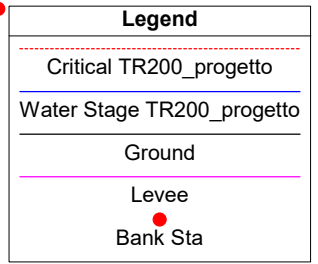 Legend
Critical TR200_progetto
Water Stage TR200_progetto
Ground
Levee
Bank Sta